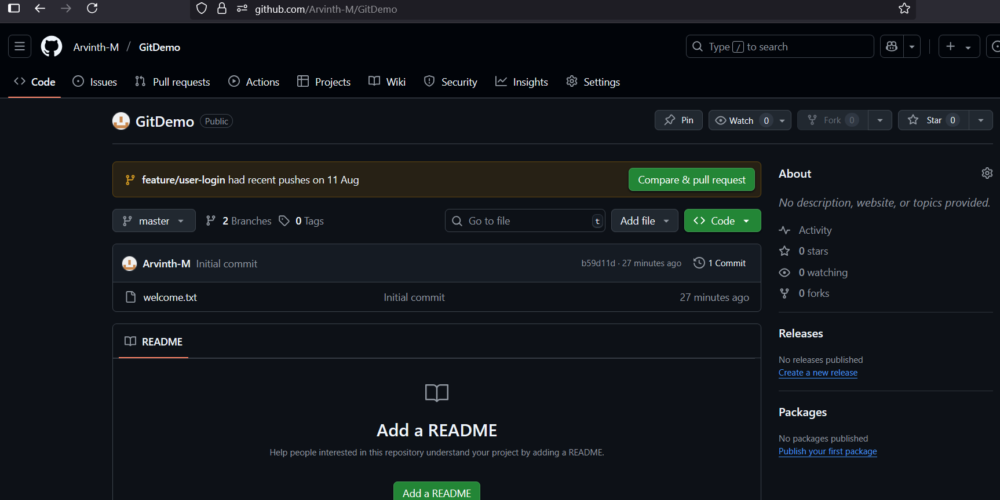 github.com/Arvinth-M/GitDemo
Arvinth-M / GitDemo
Type / to search
Code Issues Pull requests Actions Projects Wiki Security Insights Settings
GitDemo Public
Pin Watch 0 Fork 0 Star 0
feature/user-login had recent pushes on 11 Aug
Compare & pull request
master 2 Branches 0 Tags
Go to file t Add file Code
Arvinth-M Initial commit b59d11d · 27 minutes ago 1 Commit
welcome.txt Initial commit 27 minutes ago
README
Add a README
Help people interested in this repository understand your project by adding a README.
Add a README
About
No description, website, or topics provided.
Activity
0 stars
0 watching
0 forks
Releases
No releases published
Create a new release
Packages
No packages published
Publish your first package